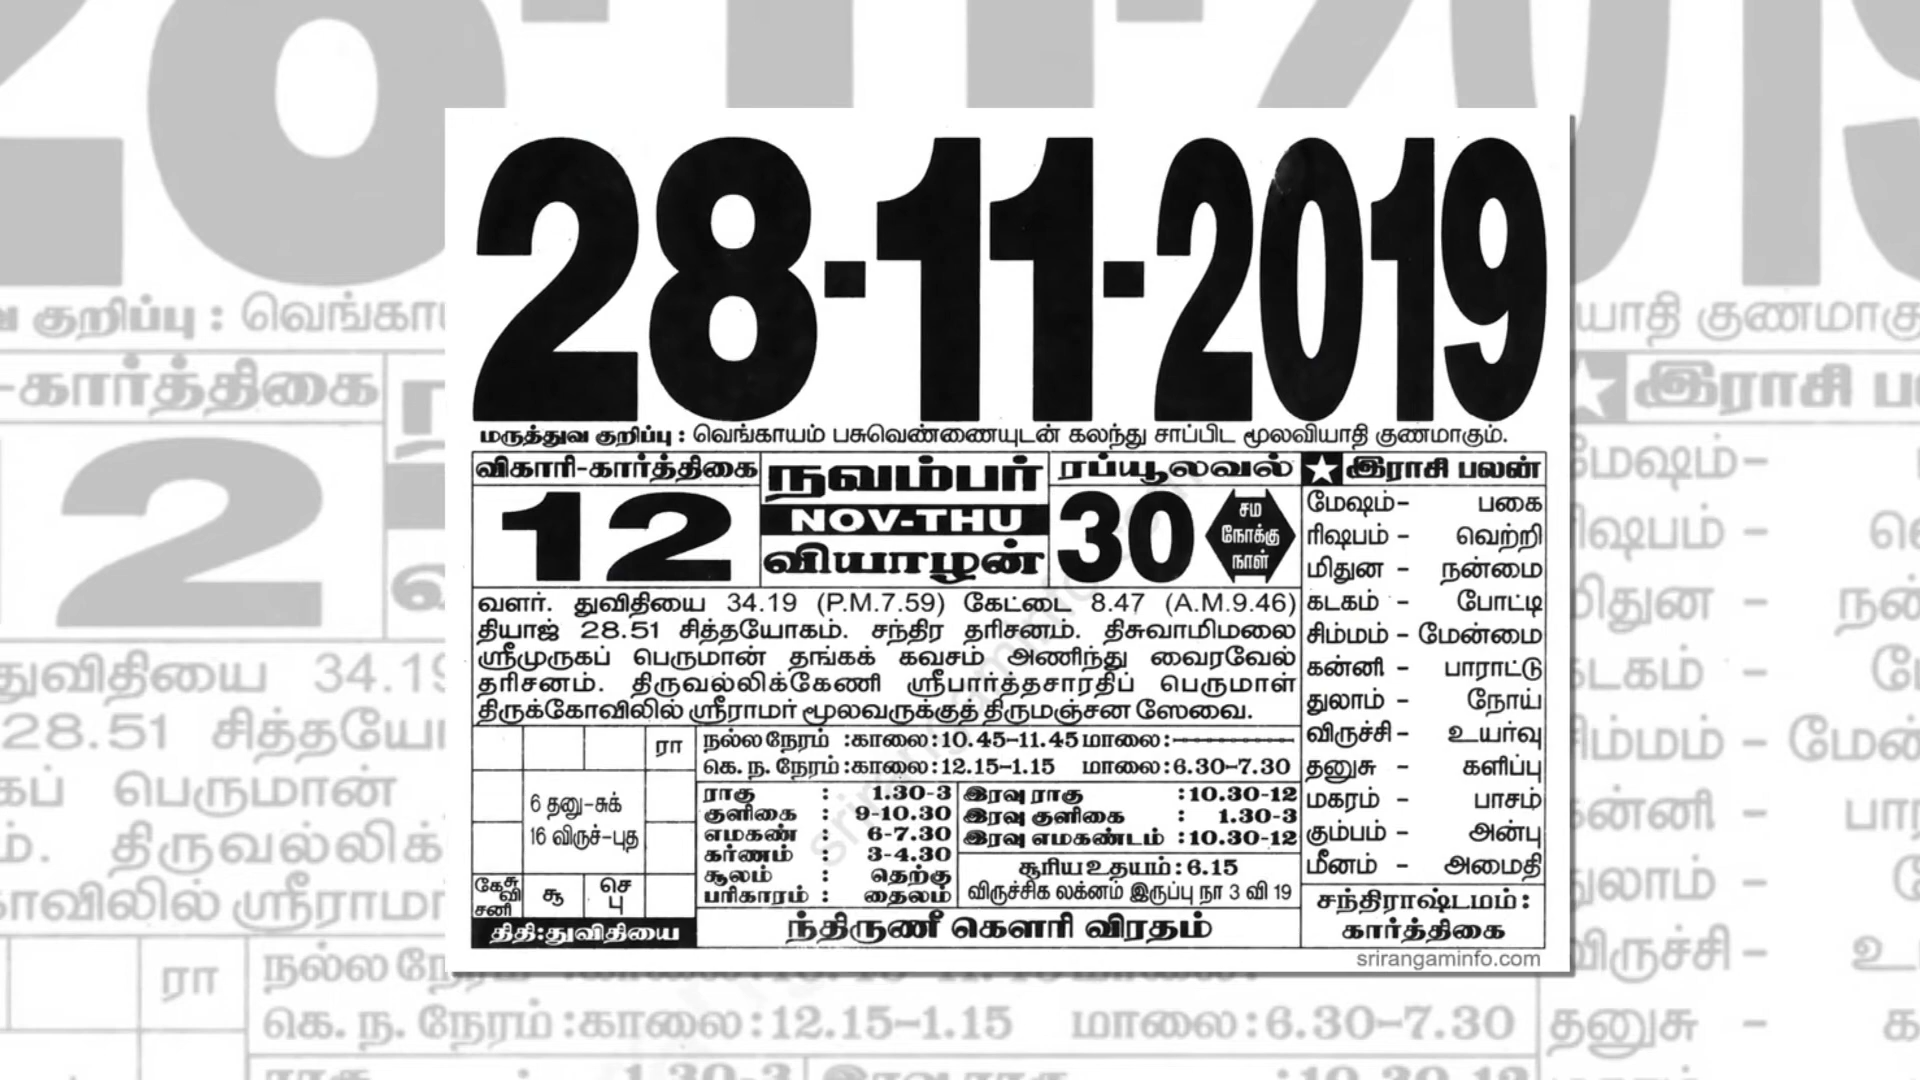 28-11-2019
மருத்துவ குறிப்பு : வெங்காயம் பசுவெண்ணையுடன் கலந்து சாப்பிட மூலவியாதி குணமாகும்.
விகாரி-கார்த்திகை
12
நவம்பர்
NOV-THU
வியாழன்
ரப்யூலவல்
30
சம
நோக்கு
நாள்
இராசி பலன்
மேஷம்- பகை
ரிஷபம் - வெற்றி
மிதுன - நன்மை
கடகம் - போட்டி
சிம்மம் - மேன்மை
கன்னி - பாராட்டு
துலாம் - நோய்
விருச்சி - உயர்வு
தனுசு - களிப்பு
மகரம் - பாசம்
கும்பம் - அன்பு
மீனம் - அமைதி
சந்திராஷ்டமம் :
கார்த்திகை
வளர். துவிதியை 34.19 (P.M.7.59) கேட்டை 8.47 (A.M.9.46)
தியாஜ் 28.51 சித்தயோகம். சந்திர தரிசனம். திசுவாமிமலை
ஸ்ரீமுருகப் பெருமான் தங்கக் கவசம் அணிந்து வைரவேல்
தரிசனம். திருவல்லிக்கேணி ஸ்ரீபார்த்தசாரதிப் பெருமாள்
திருக்கோவிலில் ஸ்ரீராமர் மூலவருக்குத் திருமஞ்சன ஸேவை.
ரா
6 தனு-சுக்
16 விருச்-புத
கே சு
வி
சனி
சூ
செ
பு
திதி:துவிதியை
நல்ல நேரம் :காலை:10.45-11.45 மாலை:-------------
கெ. ந. நேரம் :காலை:12.15-1.15 மாலை:6.30-7.30
ராகு : 1.30-3
குளிகை : 9-10.30
எமகண் : 6-7.30
கர்ணம் : 3-4.30
சூலம் : தெற்கு
பரிகாரம் : தைலம்
இரவு ராகு :10.30-12
இரவு குளிகை : 1.30-3
இரவு எமகண்டம் :10.30-12
சூரிய உதயம் : 6.15
விருச்சிக லக்னம் இருப்பு நா 3 வி 19
ந்திருணீ கௌரி விரதம்
srirangaminfo.com